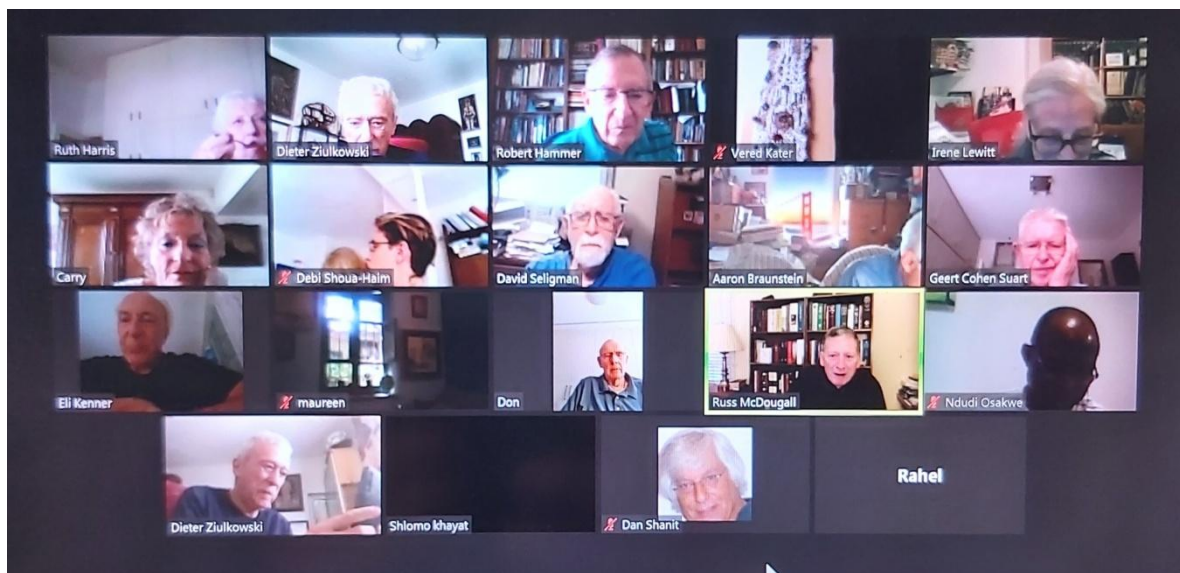 Ruth Harris
Dieter Ziulkowski
Robert Hammer
Vered Kater
Irene Lewitt
Carry
Debi Shoua-Haim
David Seligman
Aaron Braunstein
Geert Cohen Suart
Eli Kenner
maureen
Don
Russ McDougall
Ndudi Osakwe
Dieter Ziulkowski
Shlomo khayat
Dan Shanit
Rahel